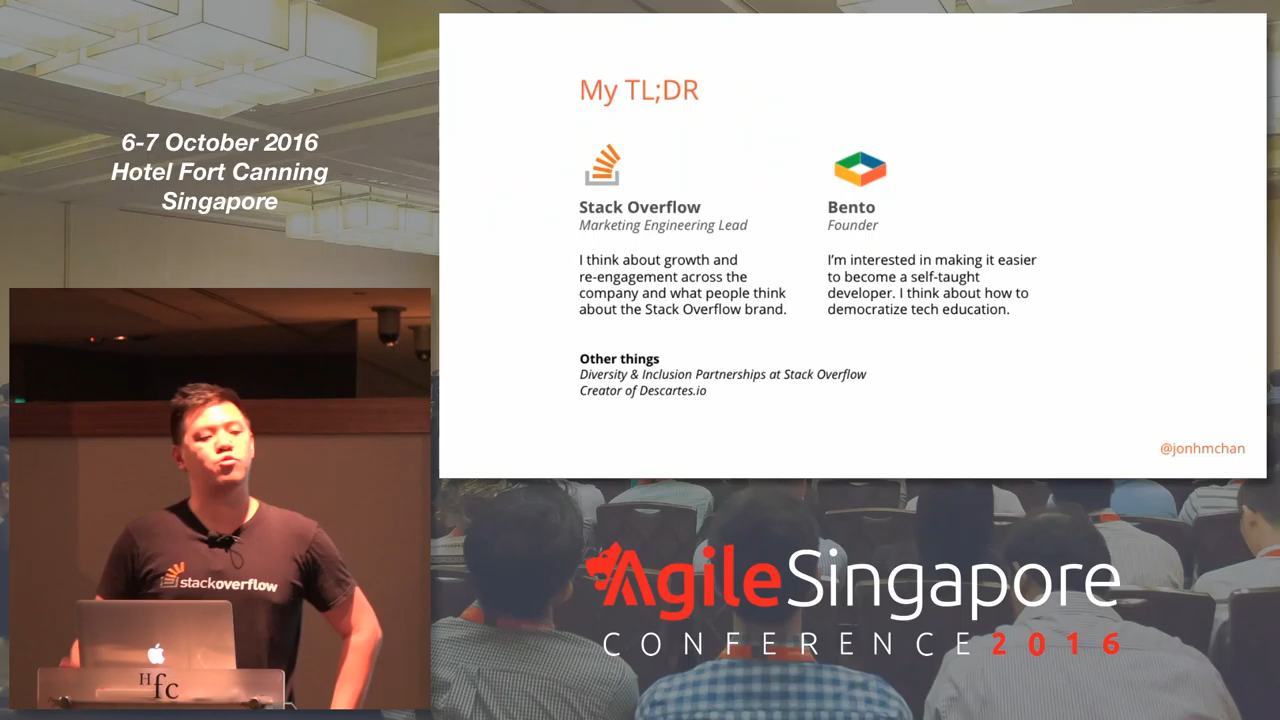 6-7 October 2016
Hotel Fort Canning
Singapore
My TL;DR
Stack Overflow
Marketing Engineering Lead
I think about growth and
re-engagement across the
company and what people think
about the Stack Overflow brand.
Bento
Founder
I'm interested in making it easier
to become a self-taught
developer. I think about how to
democratize tech education.
Other things
Diversity & Inclusion Partnerships at Stack Overflow
Creator of Descartes.io
@jonhmchan
stackoverflow
Hfc
AgileSingapore
CONFERENCE 2016